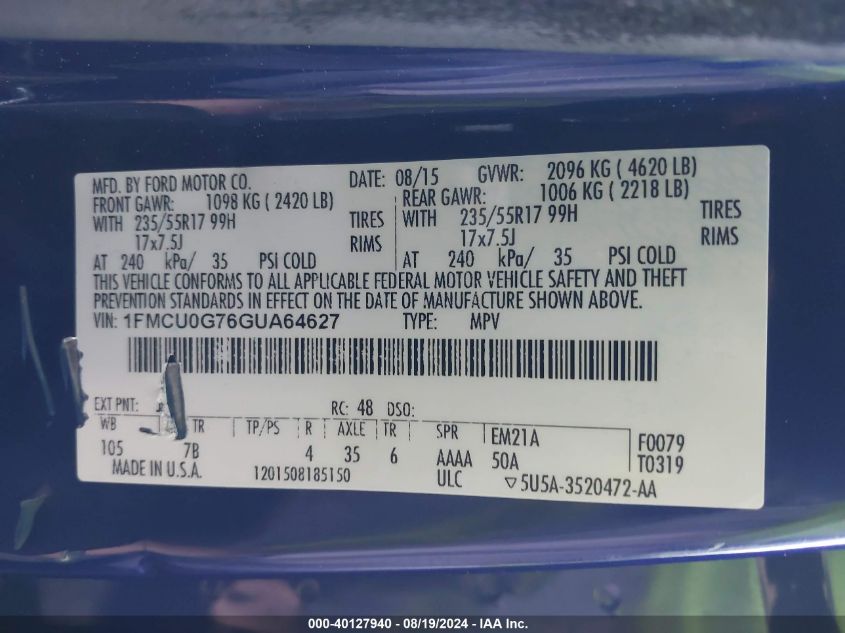 MFD. BY FORD MOTOR CO. DATE: 08/15 GVWR: 2096 KG ( 4620 LB)
FRONT GAWR: 1098 KG ( 2420 LB) REAR GAWR: 1006 KG ( 2218 LB)
WITH 235/55R17 99H TIRES WITH 235/55R17 99H TIRES
17x7.5J RIMS 17x7.5J RIMS
AT 240 kPa/ 35 PSI COLD AT 240 kPa/ 35 PSI COLD
THIS VEHICLE CONFORMS TO ALL APPLICABLE FEDERAL MOTOR VEHICLE SAFETY AND THEFT
PREVENTION STANDARDS IN EFFECT ON THE DATE OF MANUFACTURE SHOWN ABOVE.
VIN: 1FMCU0G76GUA64627 TYPE: MPV
EXT PNT: RC: 48 DSO:
WB TR TP/PS R AXLE TR SPR EM21A F0079
105 7B 4 35 6 AAAA 50A T0319
MADE IN U.S.A. 1201508185150 ULC ▽5U5A-3520472-AA
000-40127940 - 08/19/2024 - IAA Inc.